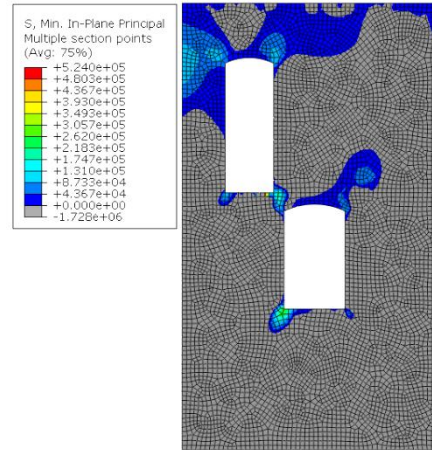 S, Min. In-Plane Principal
Multiple section points
(Avg: 75%)
+5.240e+05
+4.803e+05
+4.367e+05
+3.930e+05
+3.493e+05
+3.057e+05
+2.620e+05
+2.183e+05
+1.747e+05
+1.310e+05
+8.733e+04
+4.367e+04
+0.000e+00
-1.728e+06